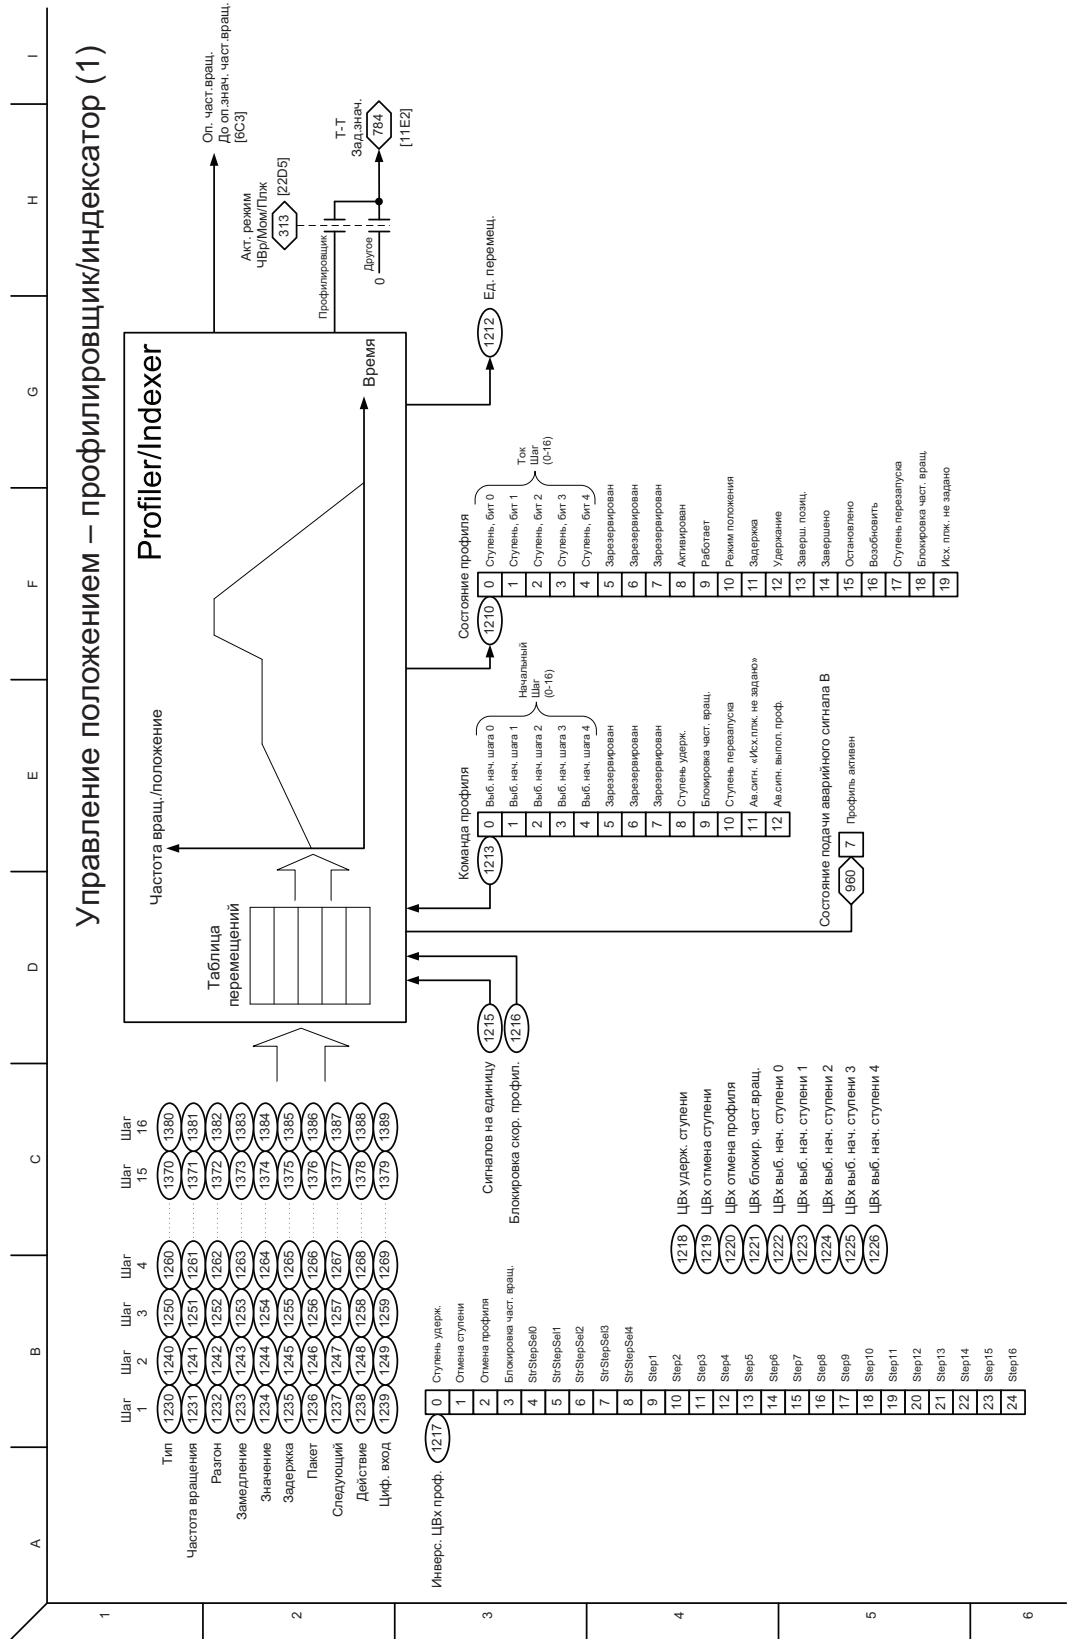 A B C D E F G H I
1
2
3
4
5
6
Управление положением – профилировщик/индексатор (1)
Шаг 1
Шаг 2
Шаг 3
Шаг 4
Шаг 15
Шаг 16
Тип 1230 1240 1250 1260 1370 1380
Частота вращения 1231 1241 1251 1261 1371 1381
Разгон 1232 1242 1252 1262 1372 1382
Замедление 1233 1243 1253 1263 1373 1383
Значение 1234 1244 1254 1264 1374 1384
Задержка 1235 1245 1255 1265 1375 1385
Пакет 1236 1246 1256 1266 1376 1386
Следующий 1237 1247 1257 1267 1377 1387
Действие 1238 1248 1258 1268 1378 1388
Циф. вход 1239 1249 1259 1269 1379 1389
Таблица
перемещений
Частота вращ./положение
Profiler/Indexer
Время
Оп. част.вращ.
До оп.знач. част.вращ.
[6C3]
Акт. режим
ЧВр/Мом/Плж
313 [22D5]
Профилировщик
Другое
0
Т-Т
Зад.знач.
784
[11E2]
Инверс. ЦВх проф. 1217
0 Ступень удерж.
1 Отмена ступени
2 Отмена профиля
3 Блокировка част. вращ.
4 StrStepSel0
5 StrStepSel1
6 StrStepSel2
7 StrStepSel3
8 StrStepSel4
9 Step1
10 Step2
11 Step3
12 Step4
13 Step5
14 Step6
15 Step7
16 Step8
17 Step9
18 Step10
19 Step11
20 Step12
21 Step13
22 Step14
23 Step15
24 Step16
Сигналов на единицу 1215
Блокировка скор. профил. 1216
1218 ЦВх удерж. ступени
1219 ЦВх отмена ступени
1220 ЦВх отмена профиля
1221 ЦВх блокир. част.вращ.
1222 ЦВх выб. нач. ступени 0
1223 ЦВх выб. нач. ступени 1
1224 ЦВх выб. нач. ступени 2
1225 ЦВх выб. нач. ступени 3
1226 ЦВх выб. нач. ступени 4
Команда профиля
1213
0 Выб. нач. шага 0
1 Выб. нач. шага 1
2 Выб. нач. шага 2
3 Выб. нач. шага 3
4 Выб. нач. шага 4
5 Зарезервирован
6 Зарезервирован
7 Зарезервирован
8 Ступень удерж.
9 Блокировка част. вращ.
10 Ступень перезапуска
11 Ав.сигн. «Исх.плж. не задано»
12 Ав.сигн. выпол. проф.
Начальный
Шаг
(0-16)
Состояние подачи аварийного сигнала B
960 7 Профиль активен
Состояние профиля
1210
0 Ступень, бит 0
1 Ступень, бит 1
2 Ступень, бит 2
3 Ступень, бит 3
4 Ступень, бит 4
5 Зарезервирован
6 Зарезервирован
7 Зарезервирован
8 Активирован
9 Работает
10 Режим положения
11 Задержка
12 Удержание
13 Заверш. позиц.
14 Завершено
15 Остановлено
16 Возобновить
17 Ступень перезапуска
18 Блокировка част. вращ.
19 Исх. плж. не задано
Ток
Шаг
(0-16)
1212 Ед. перемещ.